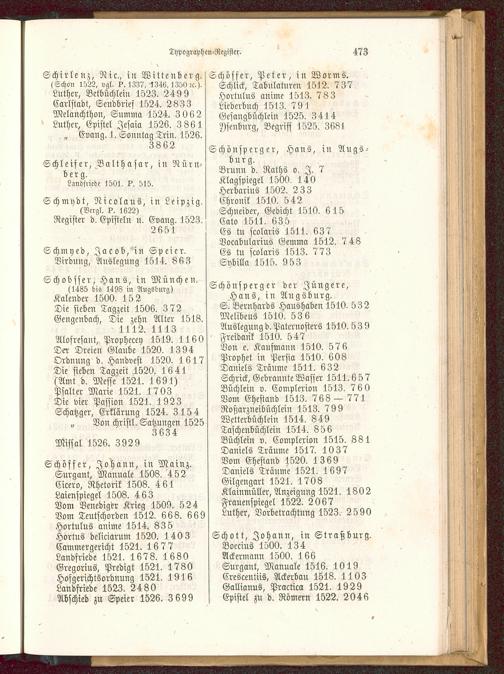 Typographen-Register.
473
Schirlenz, Nic., in Wittenberg.
(Schon 1522, vgl. P. 1337, 1346, 1350 ꝛc.).
Luther, Betbüchlein 1523. 2499
Carlstadt, Sendbrief 1524. 2833
Melanchthon, Summa 1524. 3062
Luther, Epistel Jesaia 1526. 3861
„ Evang. 1. Sonntag Trin. 1526.
3862
Schleifer, Balthasar, in Nürn-
berg.
Landfriede 1501. P. 515.
Schmydt, Nicolaus, in Leipzig.
(Vergl. P. 1622)
Register d. Episteln u. Evang. 1523.
2651
Schmyed, Jacob, in Speier.
Birdung, Auslegung 1514. 863
Schobsser, Hans, in München.
(1485 bis 1498 in Augsburg)
Kalender 1500. 152
Die sieben Tagzeit 1506. 372
Gengenbach, Die zehn Alter 1518.
1112. 1113
Alofresant, Prophecey 1519. 1160
Der Dreien Glaube 1520. 1394
Ordnung d. Handvest 1520. 1617
Die sieben Tagzeit 1520. 1641
(Amt d. Messe 1521. 1691)
Psalter Marie 1521. 1703
Die vier Passion 1521. 1923
Schatzger, Erklärung 1524. 3154
„ Von christl. Satzungen 1525
3634
Missal 1526. 3929
Schöffer, Johann, in Mainz.
Surgant, Manuale 1508. 452
Cicero, Rhetorik 1508. 461
Laienspiegel 1508. 463
Vom Venedigr Krieg 1509. 524
Vom Teutschorden 1512. 668. 669
Hortulus anime 1514. 835
Hortus deliciarum 1520. 1403
Cammergericht 1521. 1677
Landfriede 1521. 1678. 1680
Gregorius, Predigt 1521. 1780
Hofgerichtsordnung 1521. 1916
Landfriede 1523. 2480
Abschied zu Speier 1526. 3699
Schöffer, Peter, in Worms.
Schlick, Tabulaturen 1512. 737
Hortulus anime 1513. 783
Liederbuch 1513. 791
Gesangbüchlein 1525. 3414
Ysenburg, Begriff 1525. 3681
Schönsperger, Hans, in Augs-
burg.
Brunn d. Raths o. J. 7
Klagspiegel 1500. 140
Herbarius 1502. 233
Chronik 1510. 542
Schneider, Gedicht 1510. 615
Cato 1511. 635
Es tu scolaris 1511. 637
Vocabularius Gemma 1512. 748
Es tu scolaris 1513. 773
Sybilla 1515. 953
Schönsperger der Jüngere,
Hans, in Augsburg.
S. Bernhards Haushaben 1510. 532
Melibeus 1510. 536
Auslegung d. Paternosters 1510. 539
Freidank 1510. 547
Von e. Kaufmann 1510. 576
Prophet in Persia 1510. 608
Daniels Träume 1511. 632
Schrick, Gebrannte Wasser 1511. 657
Büchlein v. Complexion 1513. 760
Vom Ehestand 1513. 768 — 771
Roßarzneibüchlein 1513. 799
Wetterbüchlein 1514. 849
Taschenbüchlein 1514. 856
Büchlein v. Complexion 1515. 881
Daniels Träume 1517. 1037
Vom Ehestand 1520. 1369
Daniels Träume 1521. 1697
Gilgengart 1521. 1708
Klainmüller, Anzeigung 1521. 1802
Frauenspiegel 1522. 2067
Luther, Vorbetrachtung 1523. 2590
Schott, Johann, in Straßburg.
Boecius 1500. 134
Ackermann 1500. 166
Surgant, Manuale 1516. 1019
Crescentiis, Ackerbau 1518. 1103
Gallianus, Practica 1521. 1929
Epistel zu d. Römern 1522. 2046